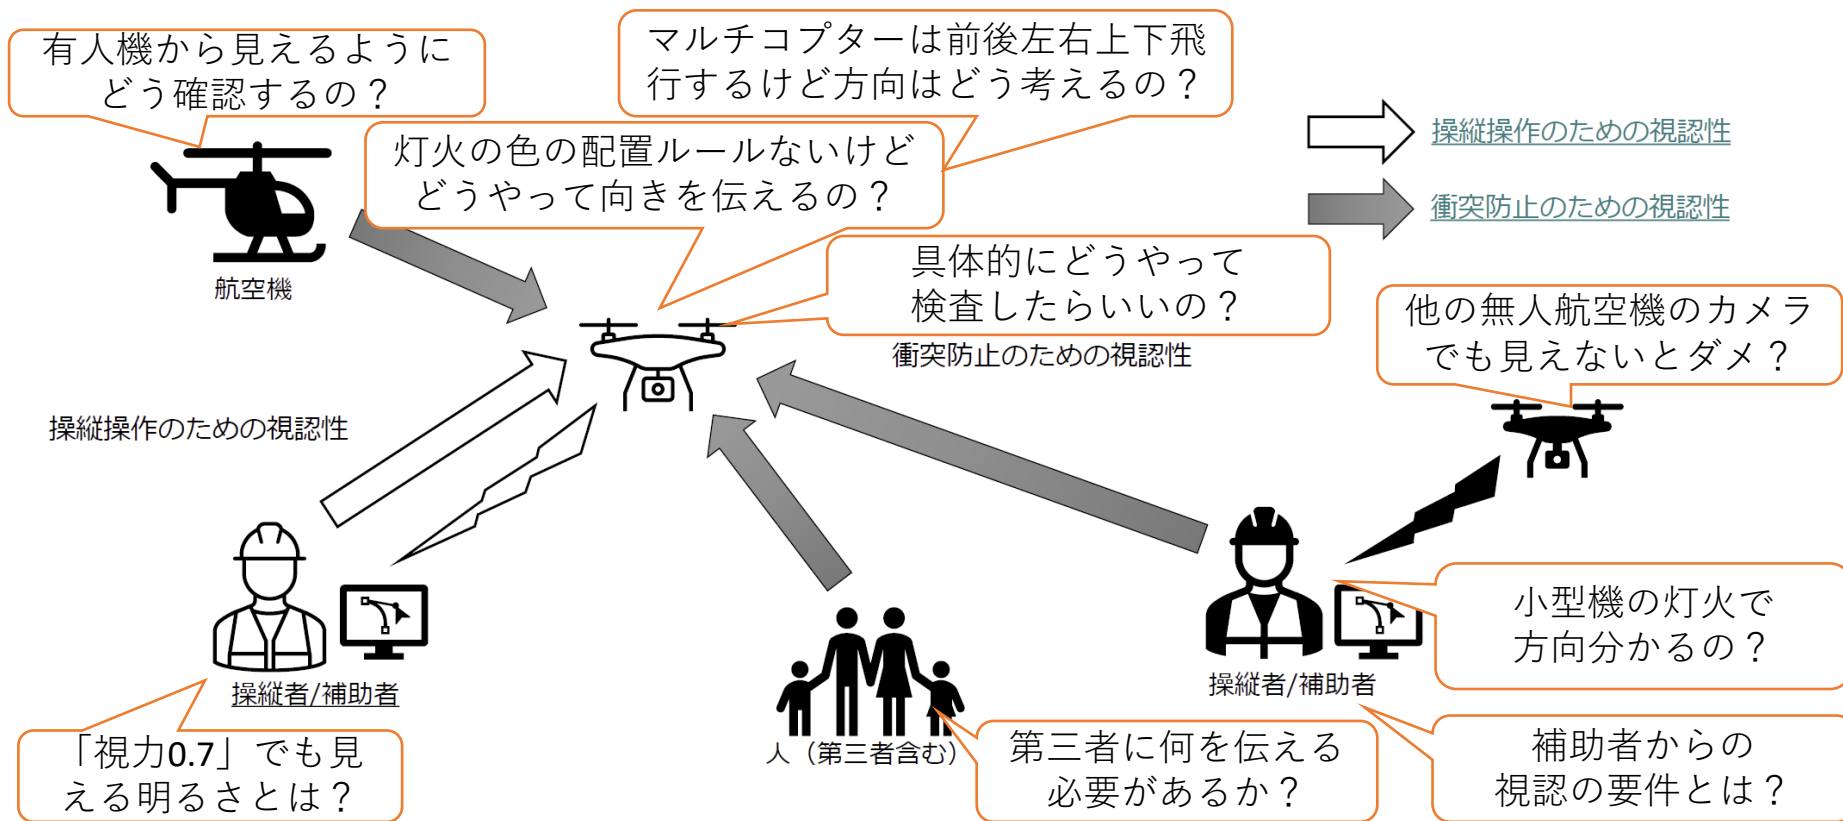 有人機から見えるように
どう確認するの？
マルチコプターは前後左右上下飛
行するけど方向はどう考えるの？
灯火の色の配置ルールないけど
どうやって向きを伝えるの？
操縦操作のための視認性
衝突防止のための視認性
航空機
具体的にどうやって
検査したらいいの？
衝突防止のための視認性
他の無人航空機のカメラ
でも見えないとダメ？
操縦操作のための視認性
小型機の灯火で
方向分かるの？
操縦者/補助者
操縦者/補助者
人（第三者含む）
「視力0.7」でも見
える明るさとは？
第三者に何を伝える
必要があるか？
補助者からの
視認の要件とは？